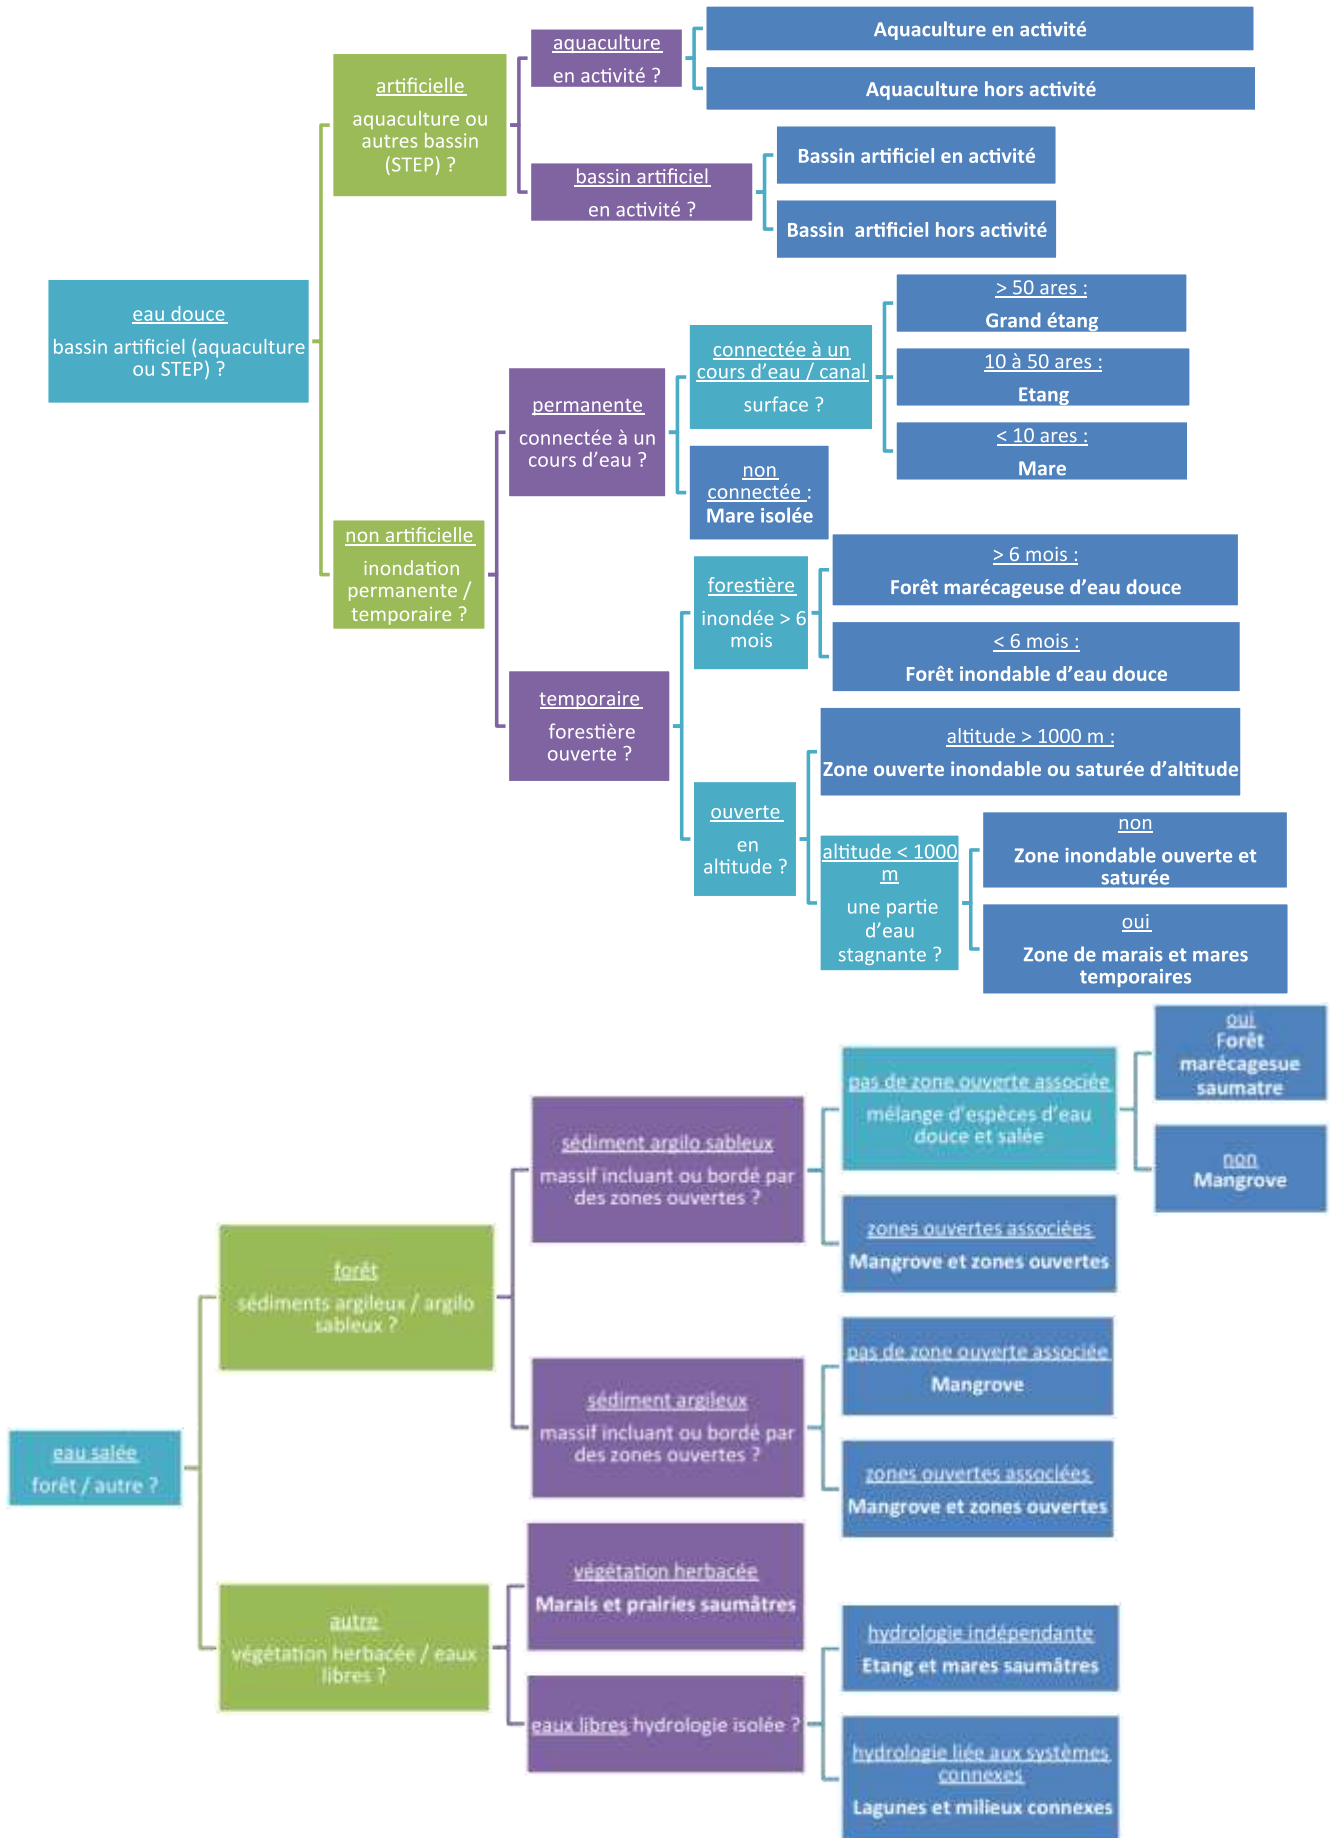 eau douce
bassin artificiel (aquaculture
ou STEP) ?
artificielle
aquaculture ou
autres bassin
(STEP) ?
aquaculture
en activité ?
Aquaculture en activité
Aquaculture hors activité
bassin artificiel
en activité ?
Bassin artificiel en activité
Bassin artificiel hors activité
non artificielle
inondation
permanente /
temporaire ?
permanente
connectée à un
cours d'eau ?
connectée à un
cours d'eau / canal
surface ?
> 50 ares :
Grand étang
10 à 50 ares :
Etang
< 10 ares :
Mare
non
connectée :
Mare isolée
temporaire
forestière
ouverte ?
forestière
inondée > 6
mois
> 6 mois :
Forêt marécageuse d'eau douce
< 6 mois :
Forêt inondable d'eau douce
ouverte
en
altitude ?
altitude > 1000 m :
Zone ouverte inondable ou saturée d'altitude
altitude < 1000
m
une partie
d'eau
stagnante ?
non
Zone inondable ouverte et
saturée
oui
Zone de marais et mares
temporaires
eau salée
forêt / autre ?
forêt
sédiments argileux / argilo
sableux ?
sédiment argilo sableux
massif incluant ou bordé par
des zones ouvertes ?
pas de zone ouverte associée
mélange d'espèces d'eau
douce et salée
oui
Forêt
marécagesue
saumatre
non
Mangrove
zones ouvertes associées
Mangrove et zones ouvertes
sédiment argileux
massif incluant ou bordé par
des zones ouvertes ?
pas de zone ouverte associée
Mangrove
zones ouvertes associées
Mangrove et zones ouvertes
autre
végétation herbacée / eaux
libres ?
végétation herbacée
Marais et prairies saumâtres
eaux libres hydrologie isolée ?
hydrologie indépendante
Etang et mares saumâtres
hydrologie liée aux systèmes
connexes
Lagunes et milieux connexes